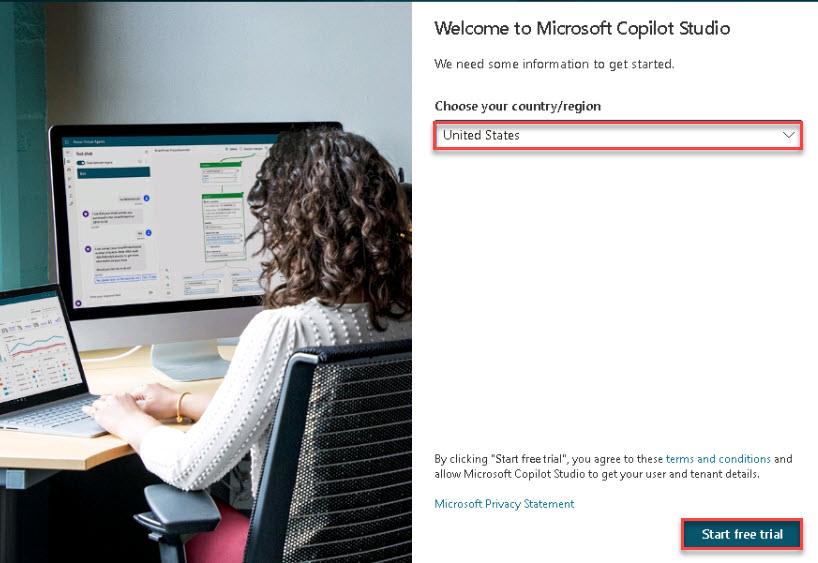 Welcome to Microsoft Copilot Studio
We need some information to get started.
Choose your country/region
United States
By clicking "Start free trial", you agree to these terms and conditions and
allow Microsoft Copilot Studio to get your user and tenant details.
Microsoft Privacy Statement
Start free trial